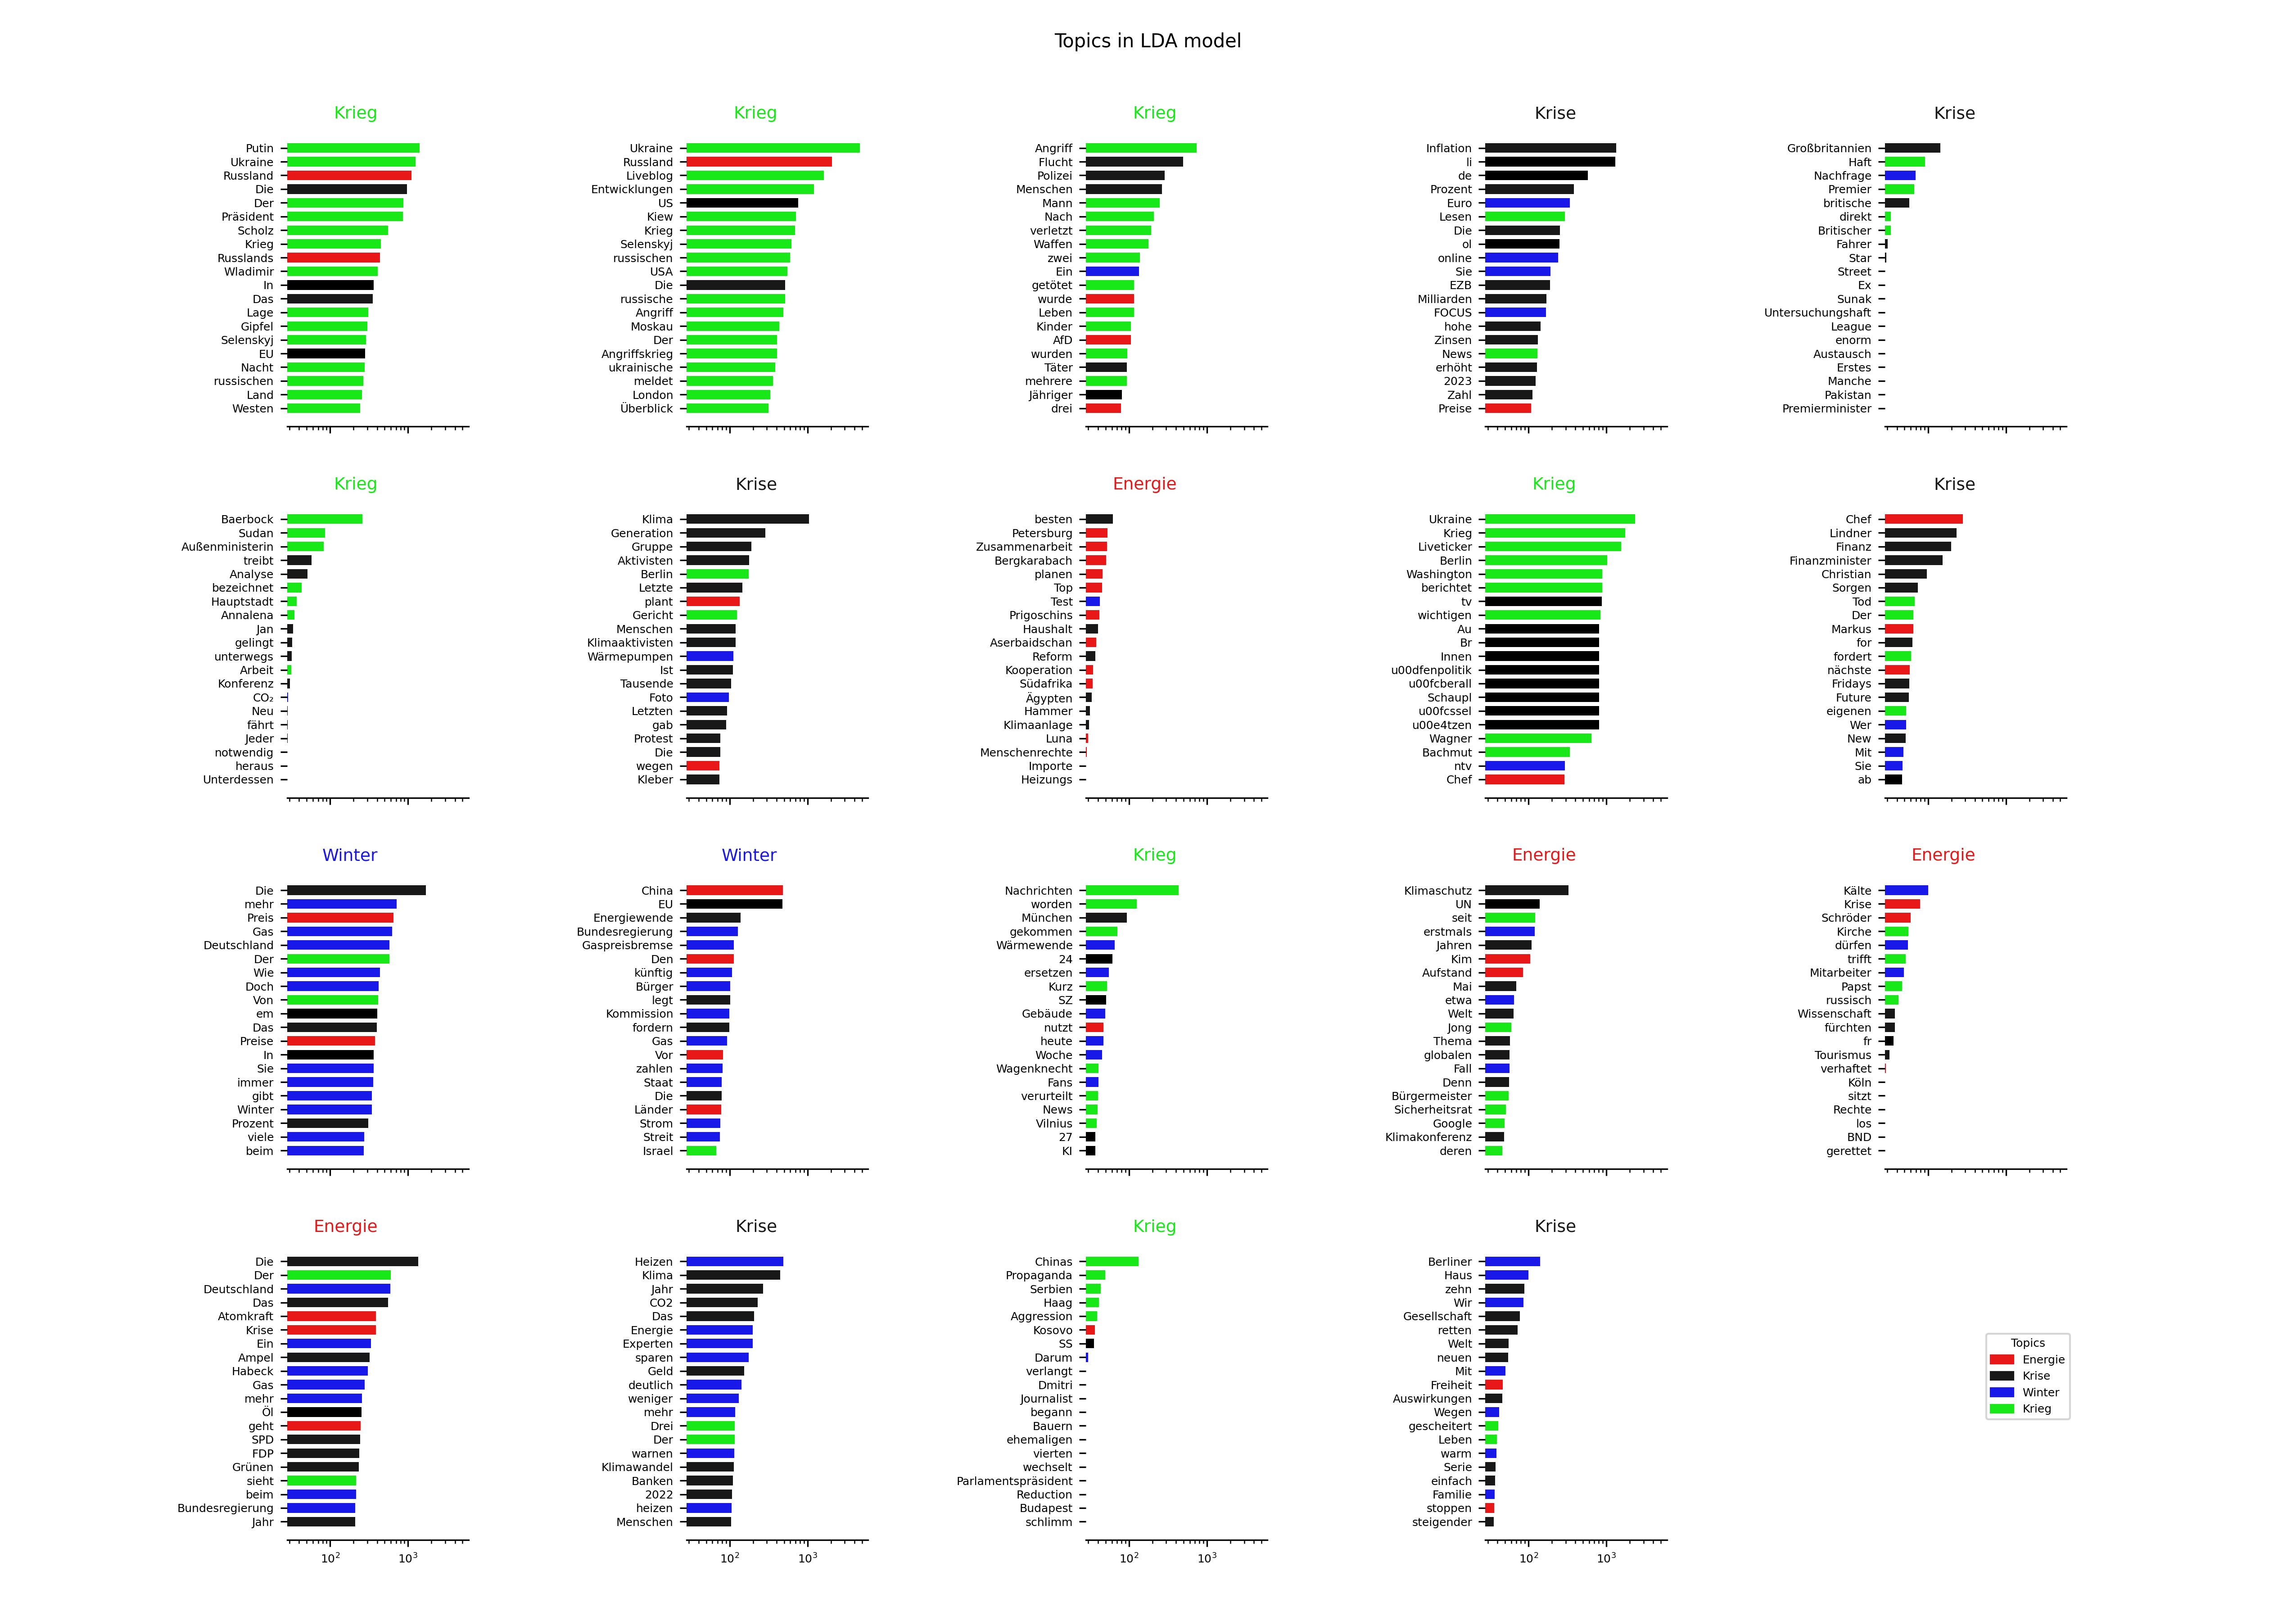 Topics in LDA model
Krieg
Putin
Ukraine
Russland
Die
Der
Präsident
Scholz
Krieg
Russlands
Wladimir
In
Das
Lage
Gipfel
Selenskyj
EU
Nacht
russischen
Land
Westen
Krieg
Ukraine
Russland
Liveblog
Entwicklungen
US
Kiew
Krieg
Selenskyj
russischen
USA
Die
russische
Angriff
Moskau
Der
Angriffskrieg
ukrainische
meldet
London
Überblick
Krieg
Angriff
Flucht
Polizei
Menschen
Mann
Nach
verletzt
Waffen
zwei
Ein
getötet
wurde
Leben
Kinder
AfD
wurden
Täter
mehrere
Jähriger
drei
Krise
Inflation
li
de
Prozent
Euro
Lesen
Die
ol
online
Sie
EZB
Milliarden
FOCUS
hohe
Zinsen
News
erhöht
2023
Zahl
Preise
Krise
Großbritannien
Haft
Nachfrage
Premier
britische
direkt
Britischer
Fahrer
Star
Street
Ex
Sunak
Untersuchungshaft
League
enorm
Austausch
Erstes
Manche
Pakistan
Premierminister
Krieg
Baerbock
Sudan
Außenministerin
treibt
Analyse
bezeichnet
Hauptstadt
Annalena
Jan
gelingt
unterwegs
Arbeit
Konferenz
CO₂
Neu
fährt
Jeder
notwendig
heraus
Unterdessen
Krise
Klima
Generation
Gruppe
Aktivisten
Berlin
Letzte
plant
Gericht
Menschen
Klimaaktivisten
Wärmepumpen
Ist
Tausende
Foto
Letzten
gab
Protest
Die
wegen
Kleber
Energie
besten
Petersburg
Zusammenarbeit
Bergkarabach
planen
Top
Test
Prigoschins
Haushalt
Aserbaidschan
Reform
Kooperation
Südafrika
Ägypten
Hammer
Klimaanlage
Luna
Menschenrechte
Importe
Heizungs
Krieg
Ukraine
Krieg
Liveticker
Berlin
Washington
berichtet
tv
wichtigen
Au
Br
Innen
u00dfenpolitik
u00fcberall
Schaupl
u00fcssel
u00e4tzen
Wagner
Bachmut
ntv
Chef
Krise
Chef
Lindner
Finanz
Finanzminister
Christian
Sorgen
Tod
Der
Markus
for
fordert
nächste
Fridays
Future
eigenen
Wer
New
Mit
Sie
ab
Winter
Die
mehr
Preis
Gas
Deutschland
Der
Wie
Doch
Von
em
Das
Preise
In
Sie
immer
gibt
Winter
Prozent
viele
beim
Winter
China
EU
Energiewende
Bundesregierung
Gaspreisbremse
Den
künftig
Bürger
legt
Kommission
fordern
Gas
Vor
zahlen
Staat
Die
Länder
Strom
Streit
Israel
Krieg
Nachrichten
worden
München
gekommen
Wärmewende
24
ersetzen
Kurz
SZ
Gebäude
nutzt
heute
Woche
Wagenknecht
Fans
verurteilt
News
Vilnius
27
KI
Energie
Klimaschutz
UN
seit
erstmals
Jahren
Kim
Aufstand
Mai
etwa
Welt
Jong
Thema
globalen
Fall
Denn
Bürgermeister
Sicherheitsrat
Google
Klimakonferenz
deren
Energie
Kälte
Krise
Schröder
Kirche
dürfen
trifft
Mitarbeiter
Papst
russisch
Wissenschaft
fürchten
fr
Tourismus
verhaftet
Köln
sitzt
Rechte
los
BND
gerettet
Energie
Die
Der
Deutschland
Das
Atomkraft
Krise
Ein
Ampel
Habeck
Gas
mehr
Öl
geht
SPD
FDP
Grünen
sieht
beim
Bundesregierung
Jahr
10² 10³
Krise
Heizen
Klima
Jahr
CO2
Das
Energie
Experten
sparen
Geld
deutlich
weniger
mehr
Drei
Der
warnen
Klimawandel
Banken
2022
heizen
Menschen
10² 10³
Krieg
Chinas
Propaganda
Serbien
Haag
Aggression
Kosovo
SS
Darum
verlangt
Dmitri
Journalist
begann
Bauern
ehemaligen
vierten
wechselt
Parlamentspräsident
Reduction
Budapest
schlimm
10² 10³
Krise
Berliner
Haus
zehn
Wir
Gesellschaft
retten
Welt
neuen
Mit
Freiheit
Auswirkungen
Wegen
gescheitert
Leben
warm
Serie
einfach
Familie
stoppen
steigender
10² 10³
Topics
Energie
Krise
Winter
Krieg